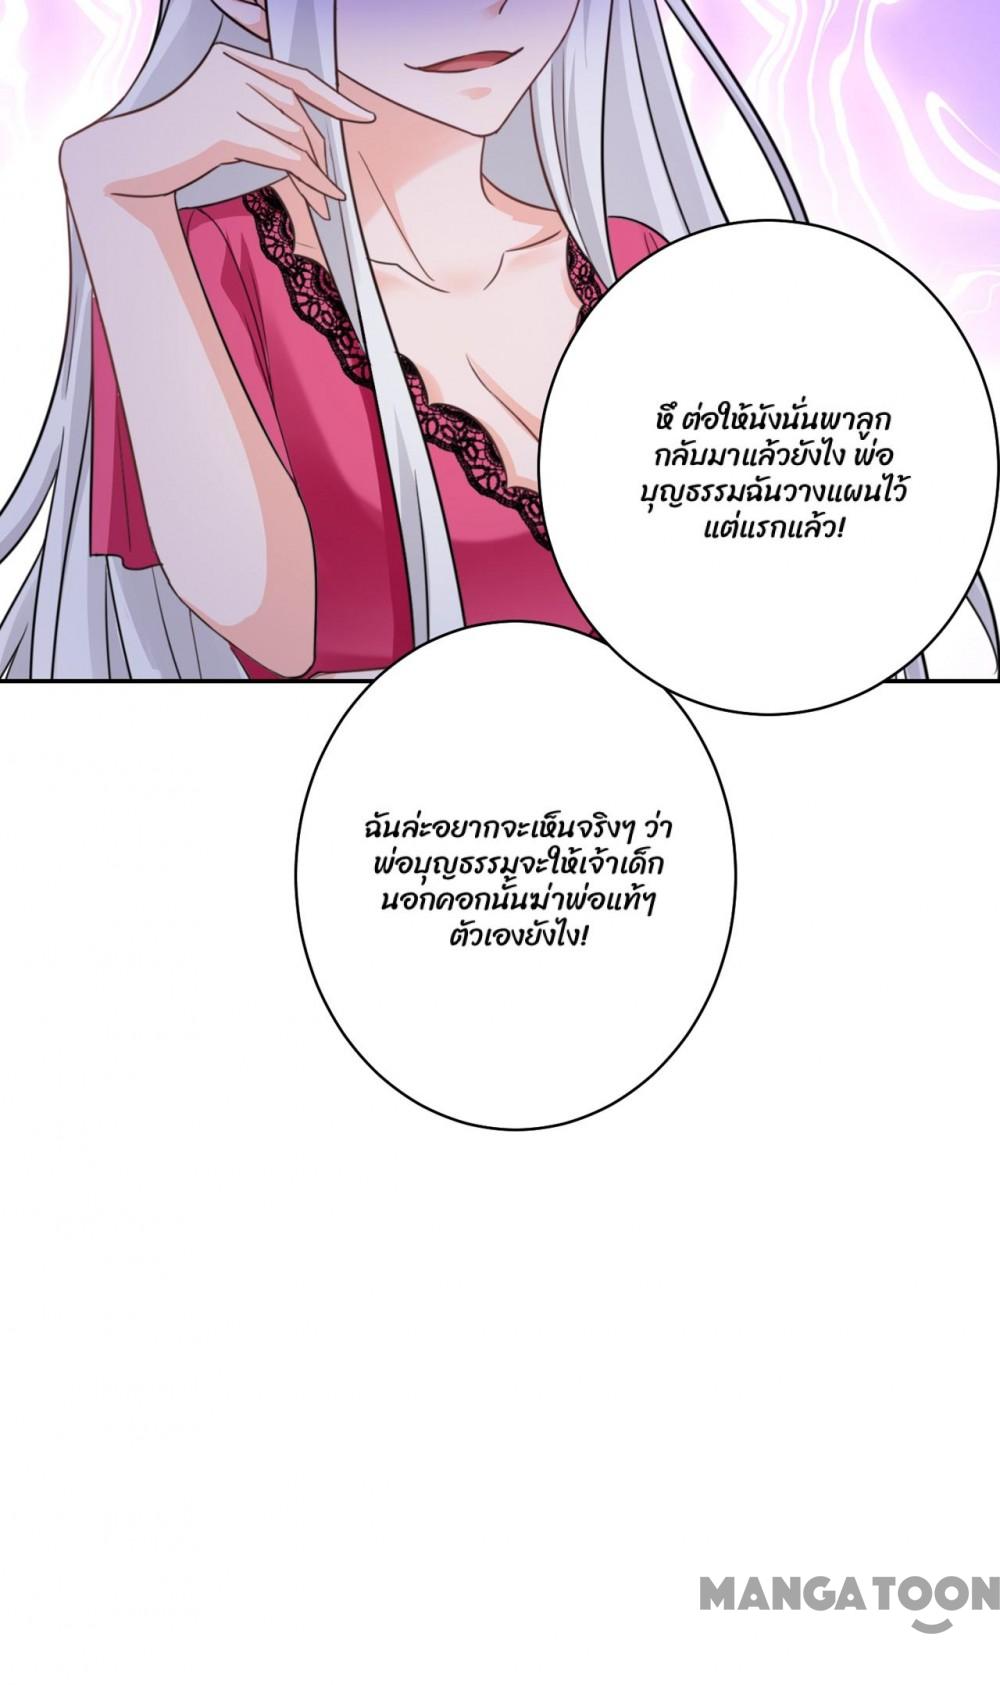 หึ ต่อให้นังนั่นพาลูก
กลับมาแล้วยังไง พ่อ
บุญธรรมฉันวางแผนไว้
แต่แรกแล้ว!
ฉันล่ะอยากจะเห็นจริงๆ ว่า
พ่อบุญธรรมจะให้เจ้าเด็ก
นอกคอกนั้นฆ่าพ่อแท้ๆ
ตัวเองยังไง!
MANGATOON